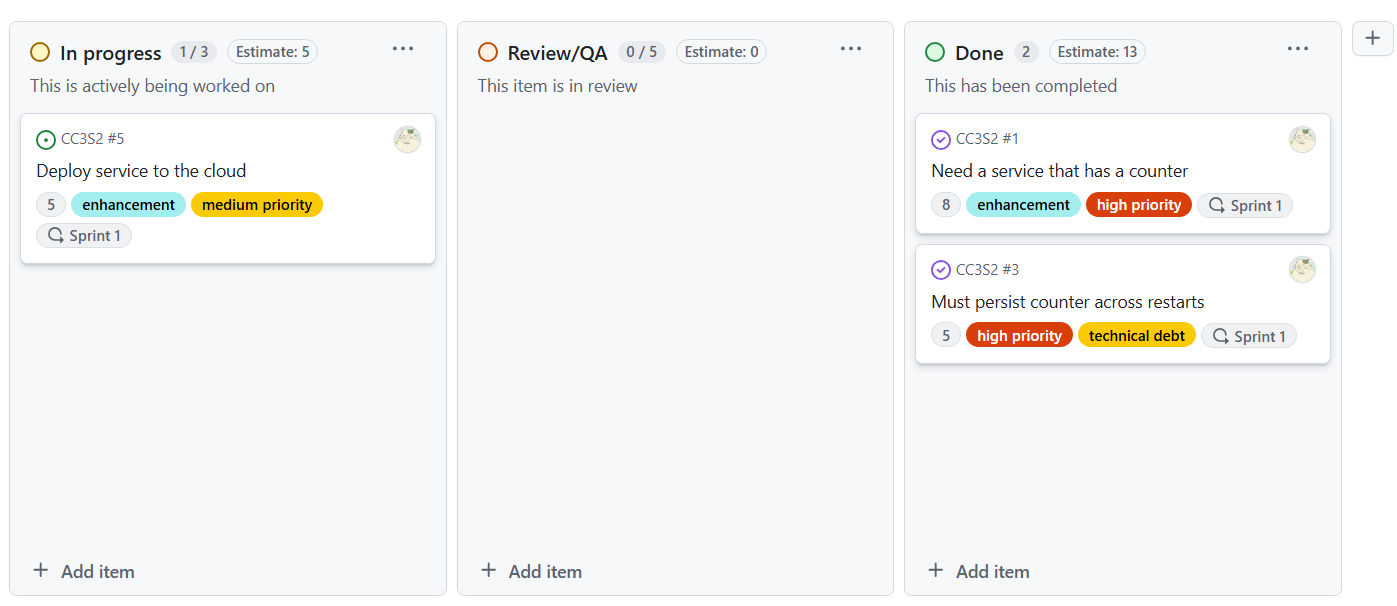 In progress 1 / 3 Estimate: 5
This is actively being worked on
CC3S2 #5
Deploy service to the cloud
5 enhancement medium priority
Sprint 1
Add item
Review/QA 0 / 5 Estimate: 0
This item is in review
Add item
Done 2 Estimate: 13
This has been completed
CC3S2 #1
Need a service that has a counter
8 enhancement high priority Sprint 1
CC3S2 #3
Must persist counter across restarts
5 high priority technical debt Sprint 1
Add item